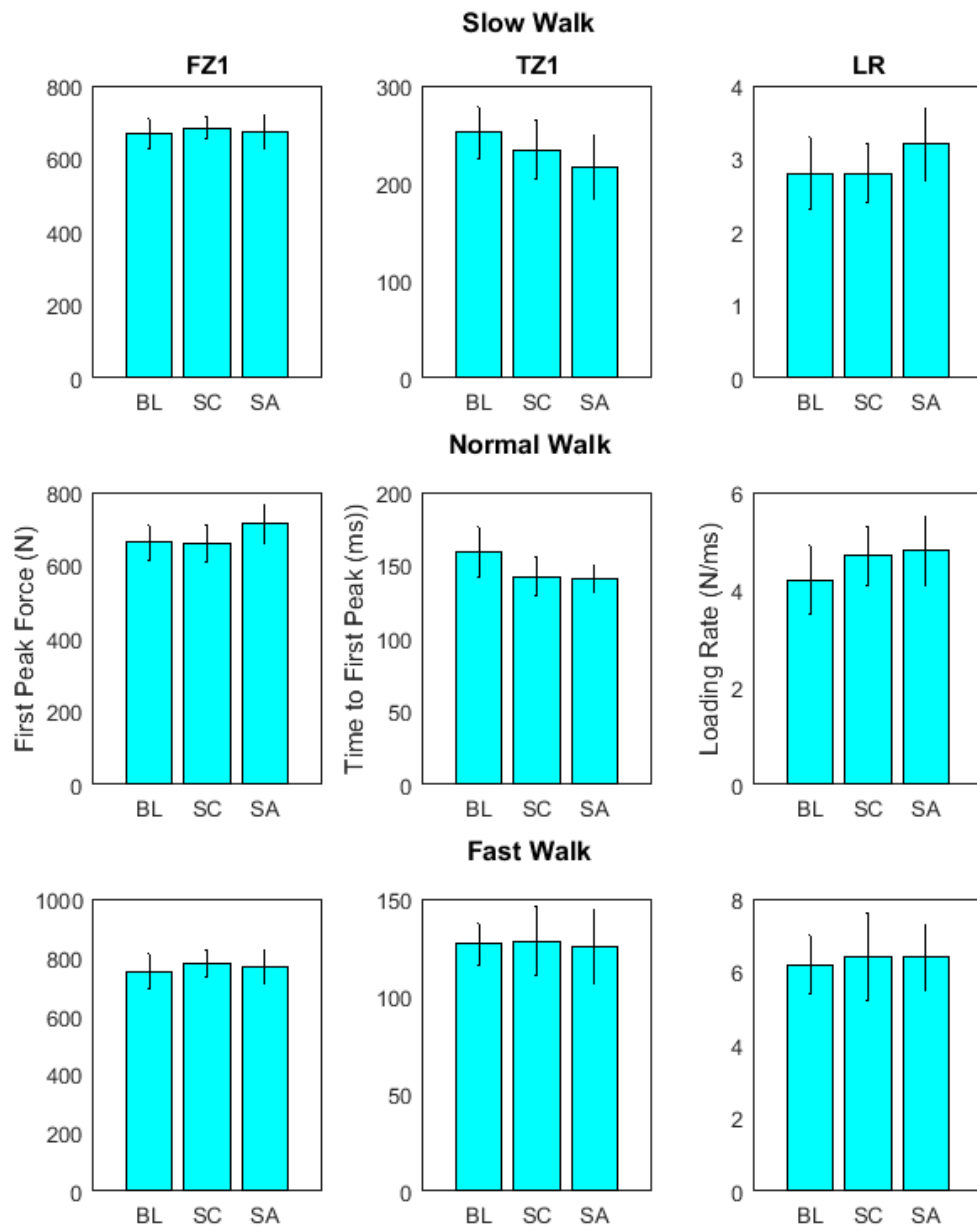 Slow Walk
FZ1
TZ1
LR
800
600
400
200
0
BL SC SA
300
200
100
0
BL SC SA
4
3
2
1
0
BL SC SA
Normal Walk
First Peak Force (N)
800
600
400
200
0
BL SC SA
Time to First Peak (ms))
200
150
100
50
0
BL SC SA
Loading Rate (N/ms)
6
4
2
0
BL SC SA
Fast Walk
1000
800
600
400
200
0
BL SC SA
150
100
50
0
BL SC SA
8
6
4
2
0
BL SC SA